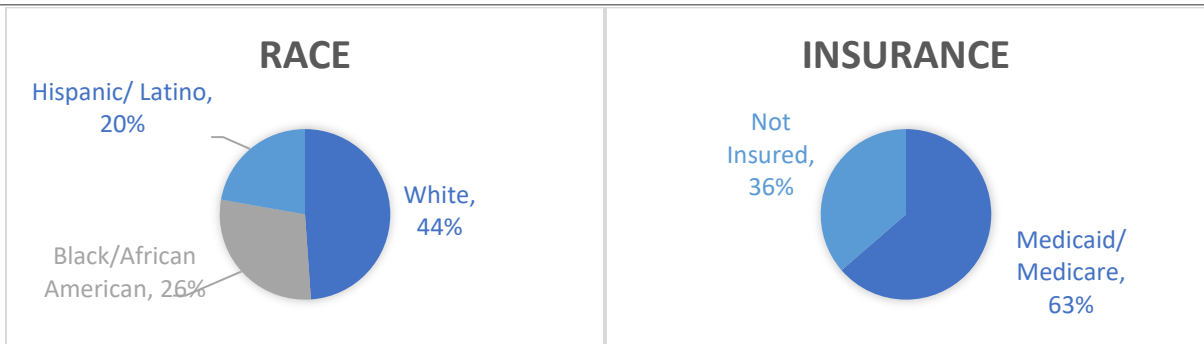 RACE
Hispanic/ Latino,
20%
White,
44%
Black/African
American, 26%
INSURANCE
Not
Insured,
36%
Medicaid/
Medicare,
63%